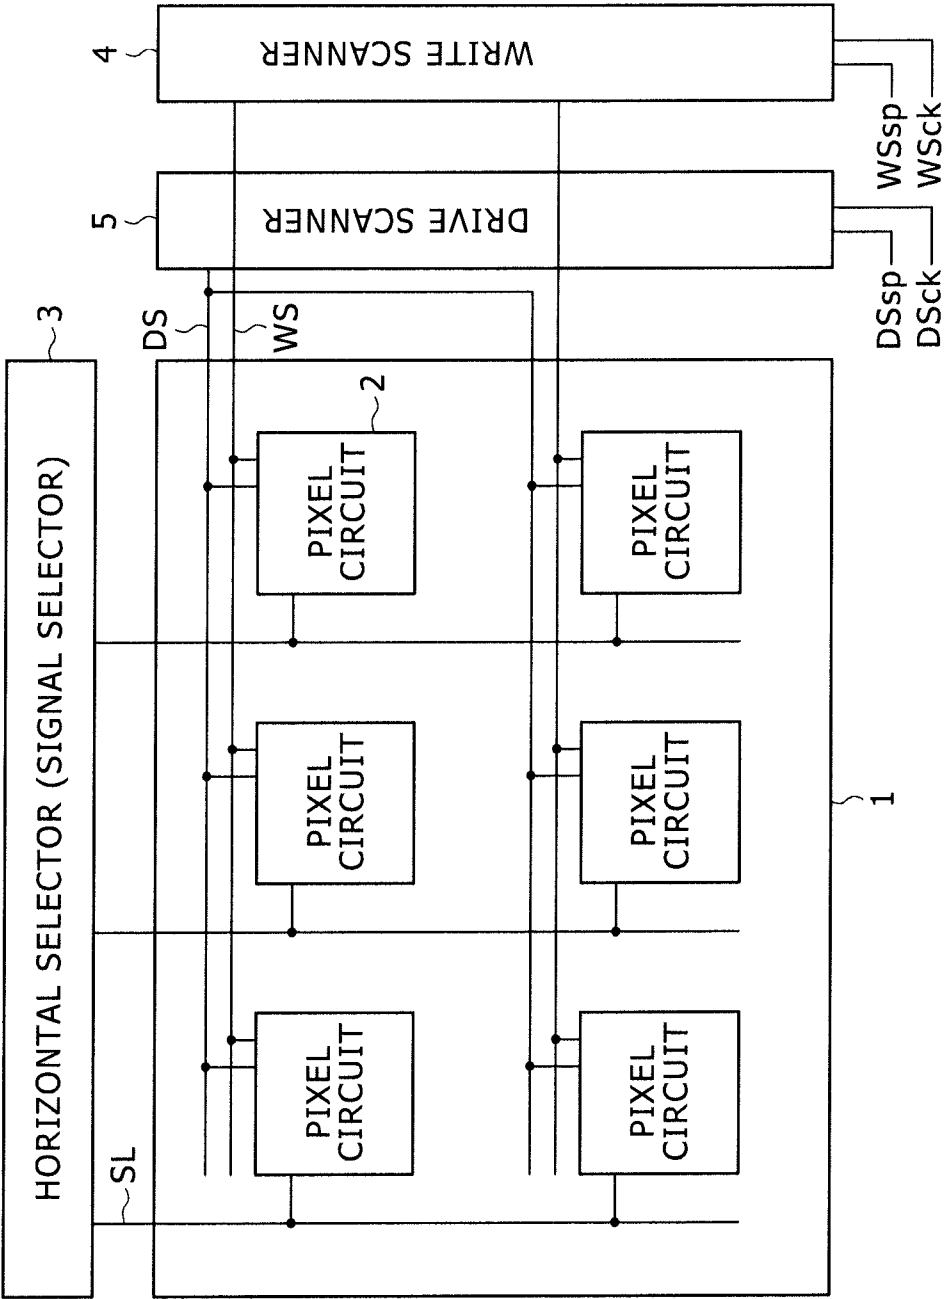 3
HORIZONTAL SELECTOR (SIGNAL SELECTOR)
SL
DS
WS
5
DRIVE SCANNER
4
WRITE SCANNER
2
PIXEL
CIRCUIT
PIXEL
CIRCUIT
PIXEL
CIRCUIT
PIXEL
CIRCUIT
PIXEL
CIRCUIT
PIXEL
CIRCUIT
1
DSsp
DSck
WSsp
WSck